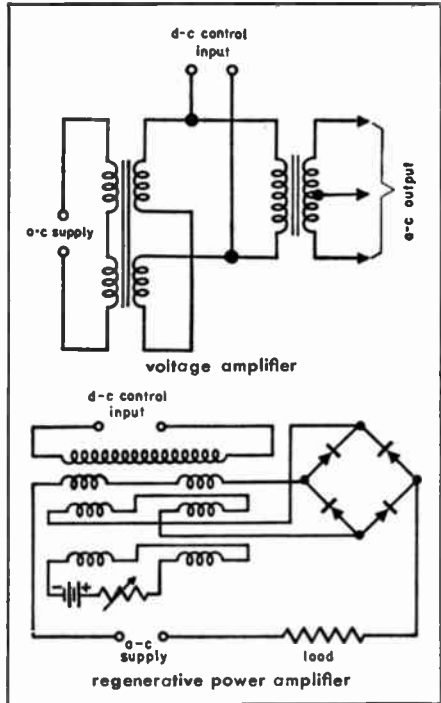 d-c control
input
a-c supply
a-c output
voltage amplifier
d-c control
input
- +
a-c
supply
load
regenerative power amplifier